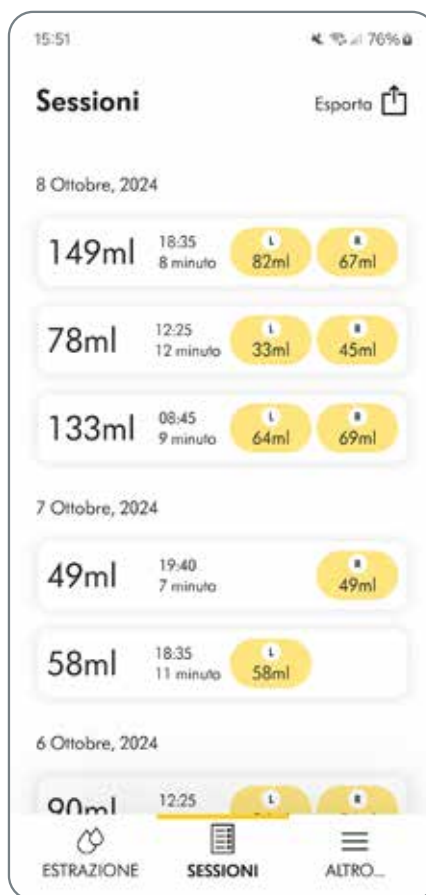 15:51 76%
Sessioni Esporta
8 Ottobre, 2024
149ml 18:35 8 minuto L 82ml R 67ml
78ml 12:25 12 minuto L 33ml R 45ml
133ml 08:45 9 minuto L 64ml R 69ml
7 Ottobre, 2024
49ml 19:40 7 minuto R 49ml
58ml 18:35 11 minuto L 58ml
6 Ottobre, 2024
90ml 12:25 L R
ESTRAZIONE SESSIONI ALTRO...